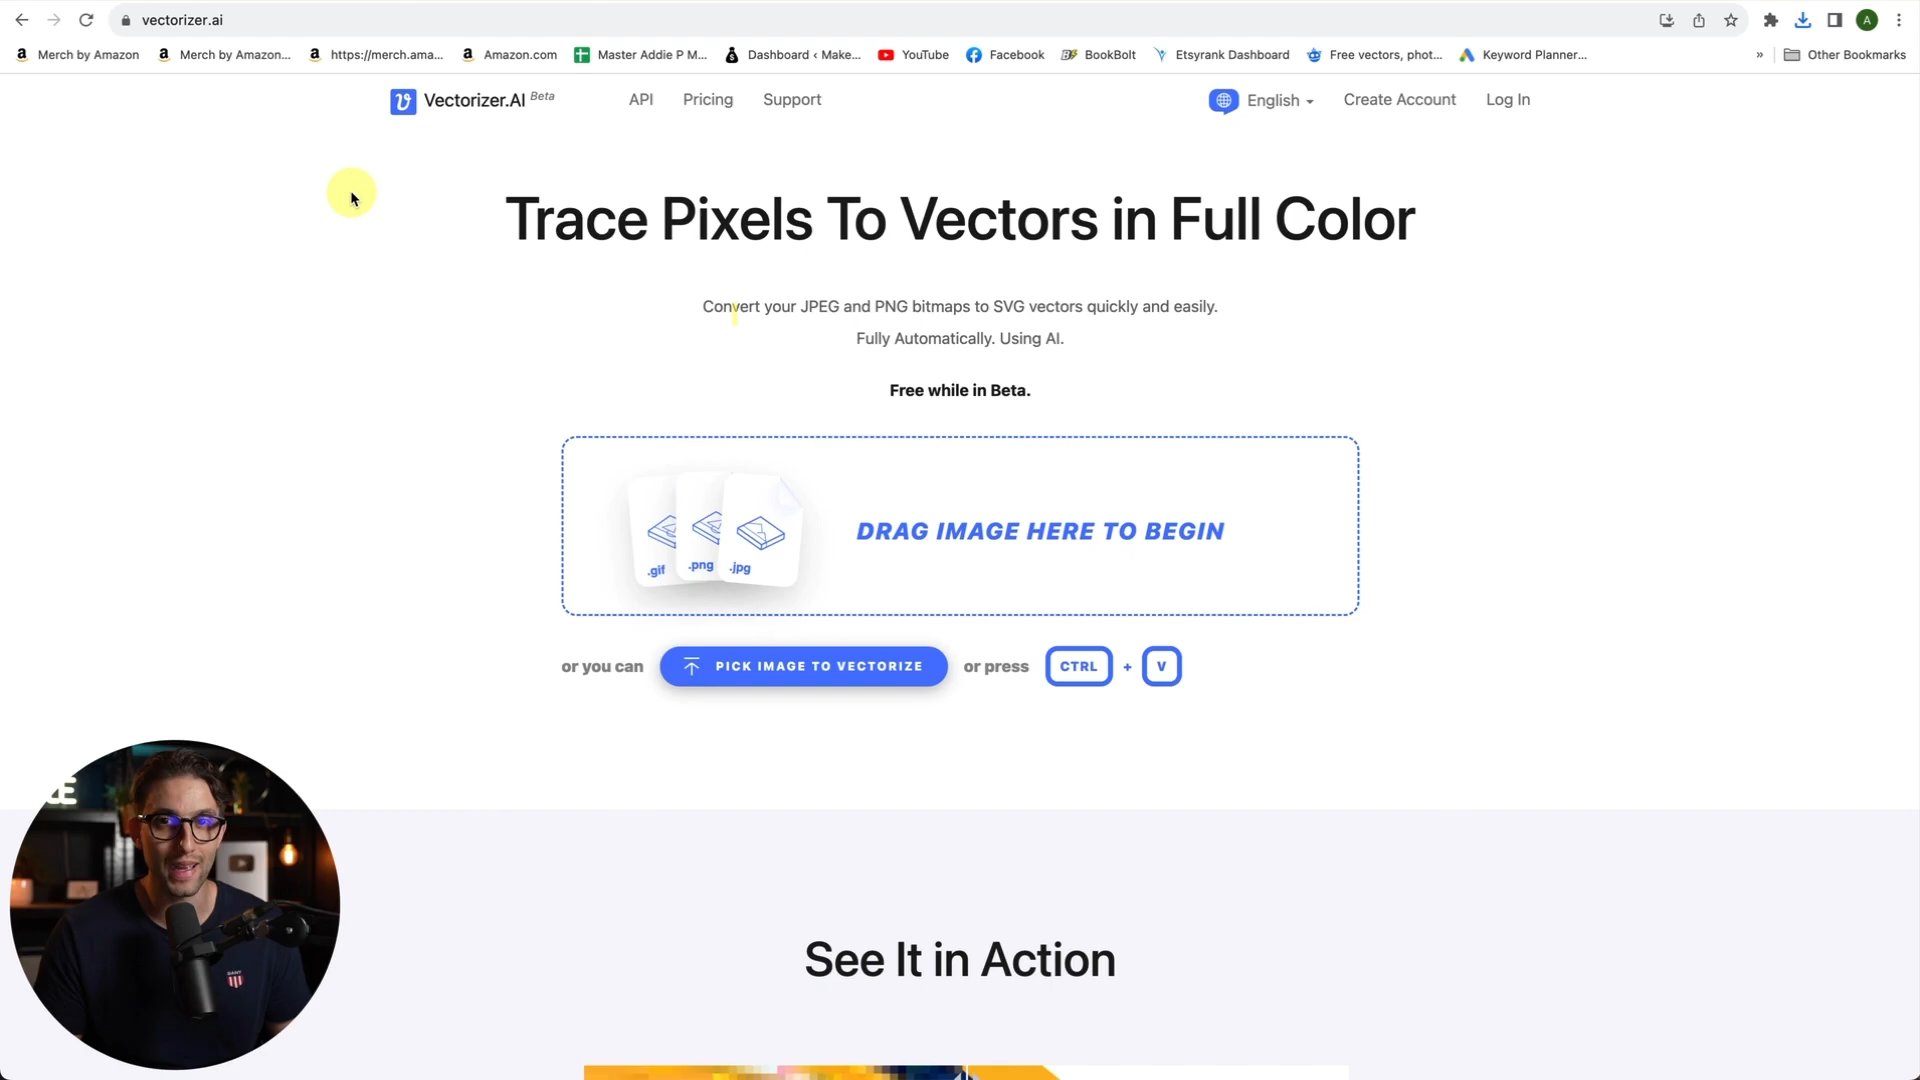 vectorizer.ai
A
Merch by Amazon
Merch by Amazon...
https://merch.ama...
Amazon.com
Master Addie P M...
Dashboard < Make...
YouTube
Facebook
BookBolt
Etsyrank Dashboard
Free vectors, phot...
Keyword Planner...
»
Other Bookmarks
Vectorizer.AI Beta
API
Pricing
Support
English
Create Account
Log In
Trace Pixels To Vectors in Full Color
Convert your JPEG and PNG bitmaps to SVG vectors quickly and easily.
Fully Automatically. Using AI.
Free while in Beta.
.gif
.png
.jpg
DRAG IMAGE HERE TO BEGIN
or you can
PICK IMAGE TO VECTORIZE
or press
CTRL
+
V
See It in Action